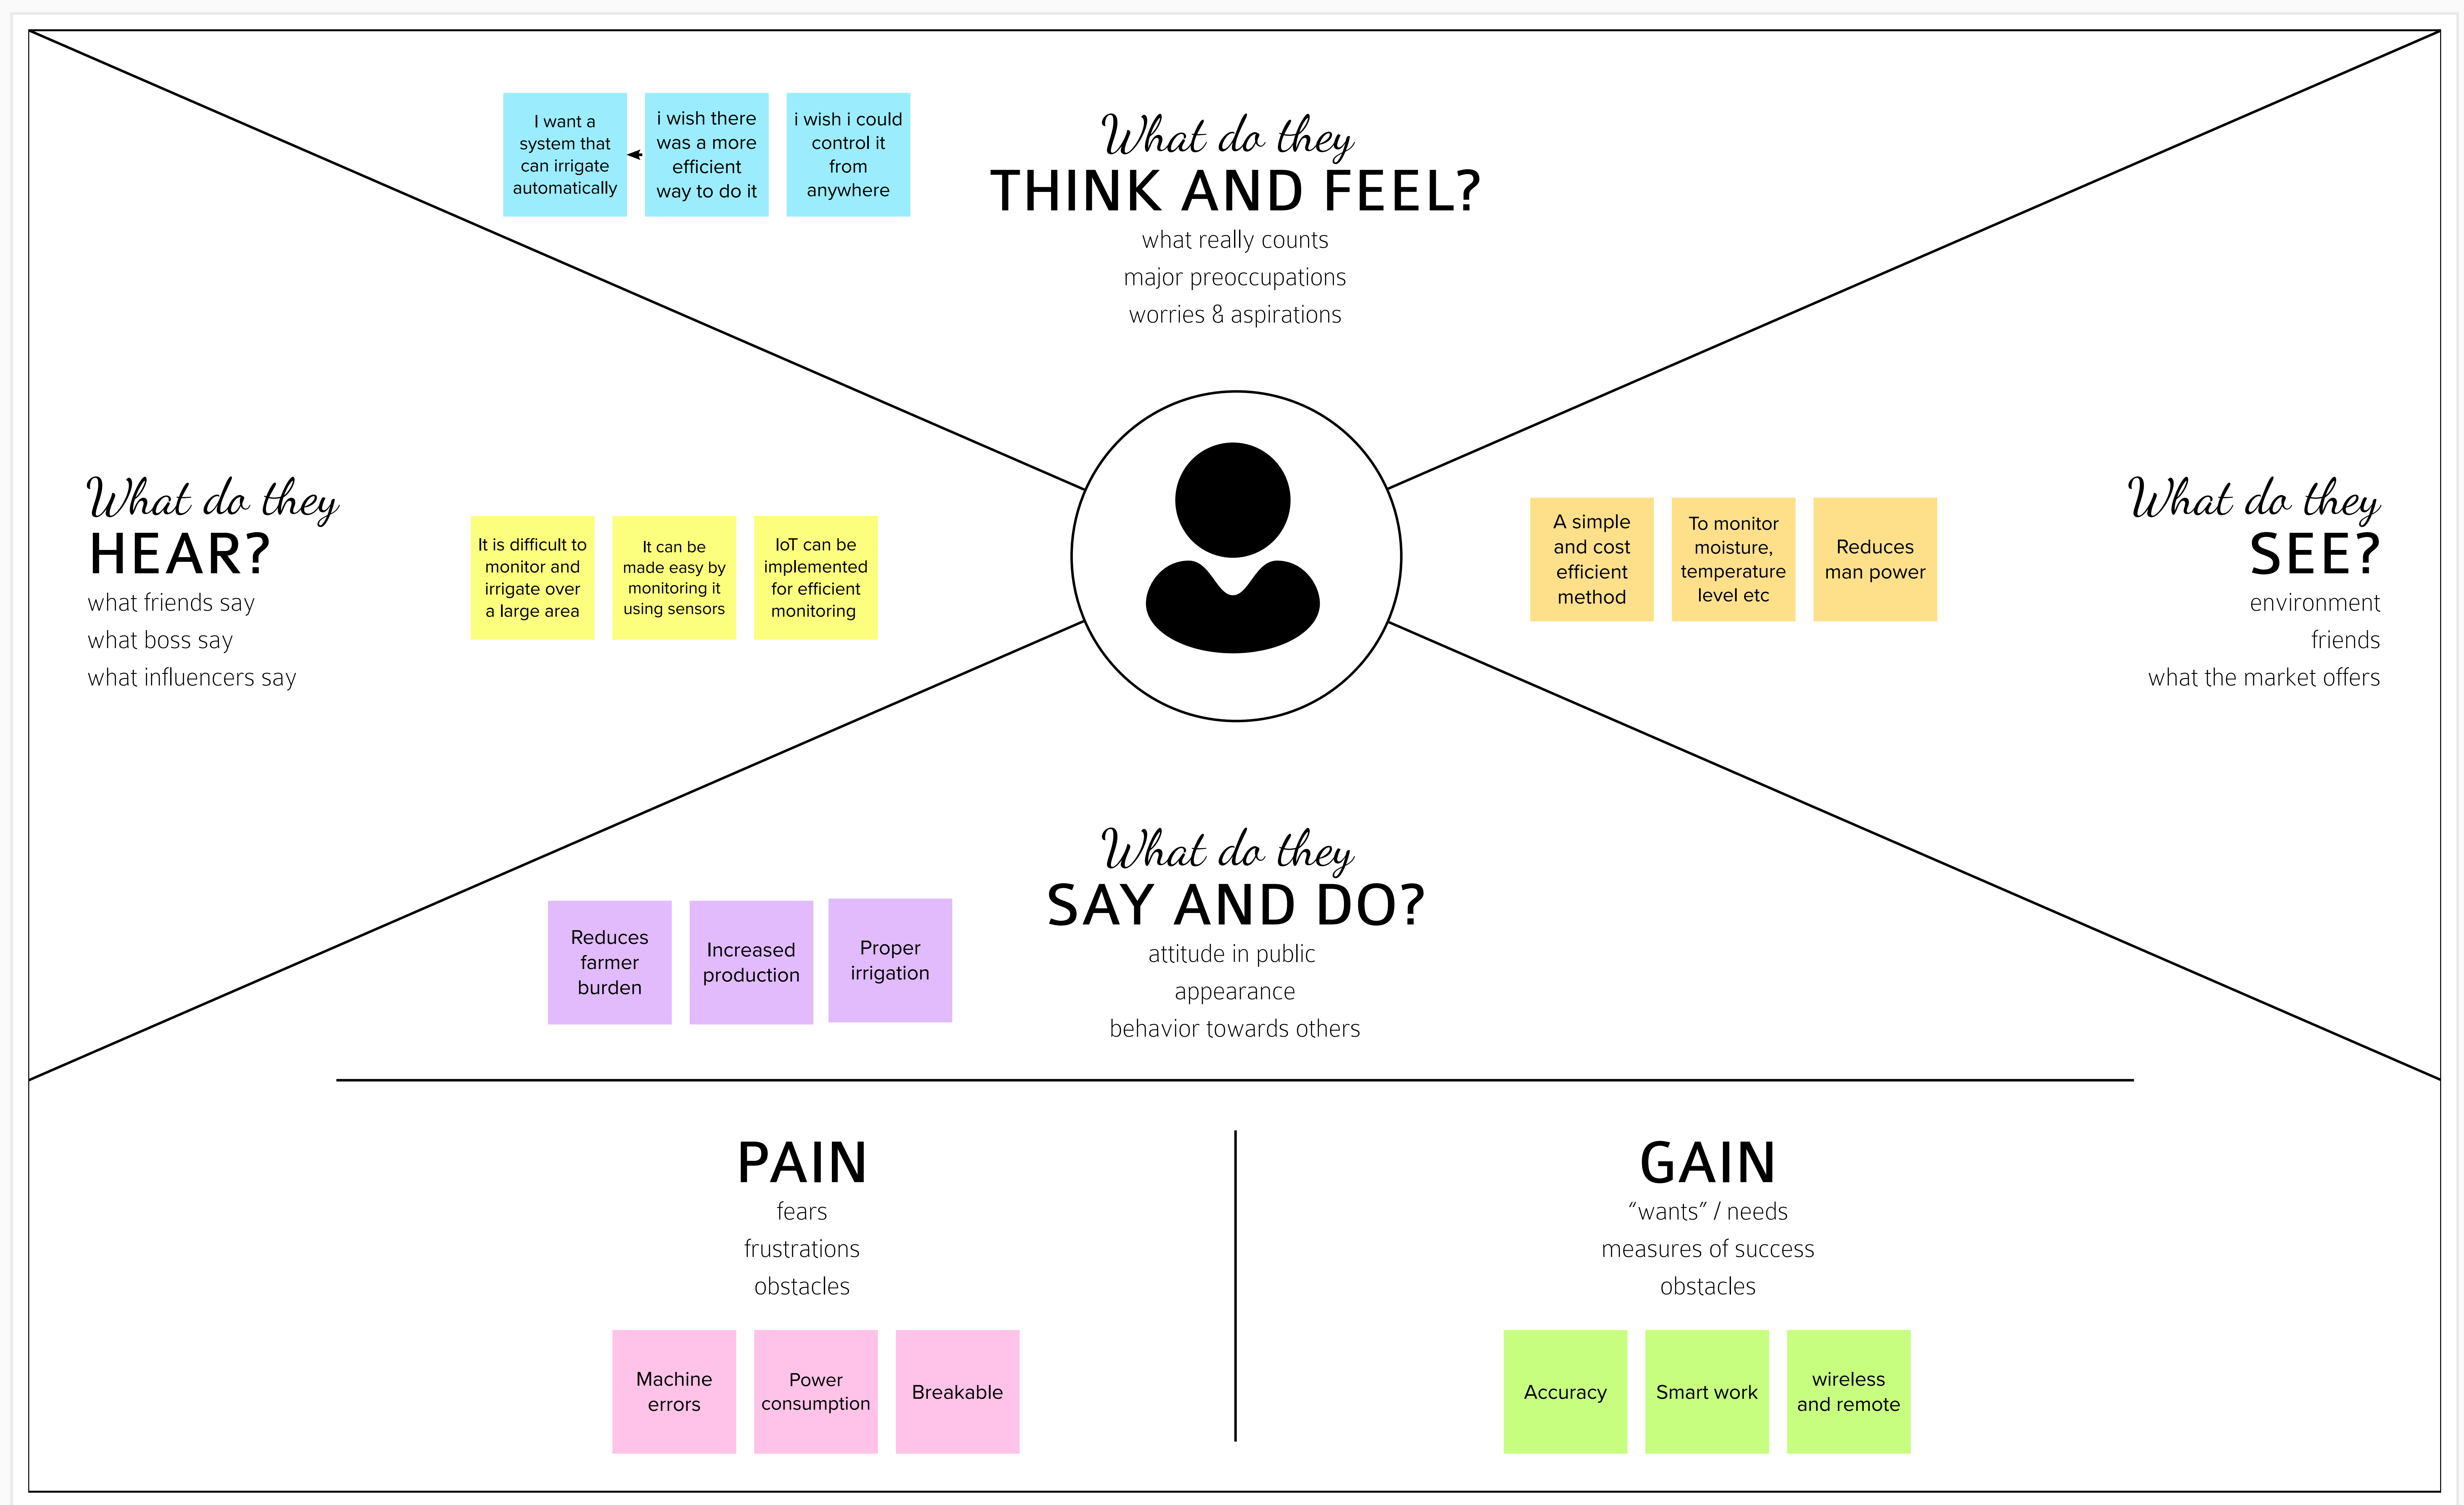 I want a
system that
can irrigate
automatically
i wish there
was a more
efficient
way to do it
i wish i could
control it
from
anywhere
What do they
THINK AND FEEL?
what really counts
major preoccupations
worries & aspirations
What do they
HEAR?
what friends say
what boss say
what influencers say
It is difficult to
monitor and
irrigate over
a large area
It can be
made easy by
monitoring it
using sensors
IoT can be
implemented
for efficient
monitoring
A simple
and cost
efficient
method
To monitor
moisture,
temperature
level etc
Reduces
man power
What do they
SEE?
environment
friends
what the market offers
What do they
SAY AND DO?
attitude in public
appearance
behavior towards others
Reduces
farmer
burden
Increased
production
Proper
irrigation
PAIN
fears
frustrations
obstacles
Machine
errors
Power
consumption
Breakable
GAIN
“wants” / needs
measures of success
obstacles
Accuracy
Smart work
wireless
and remote